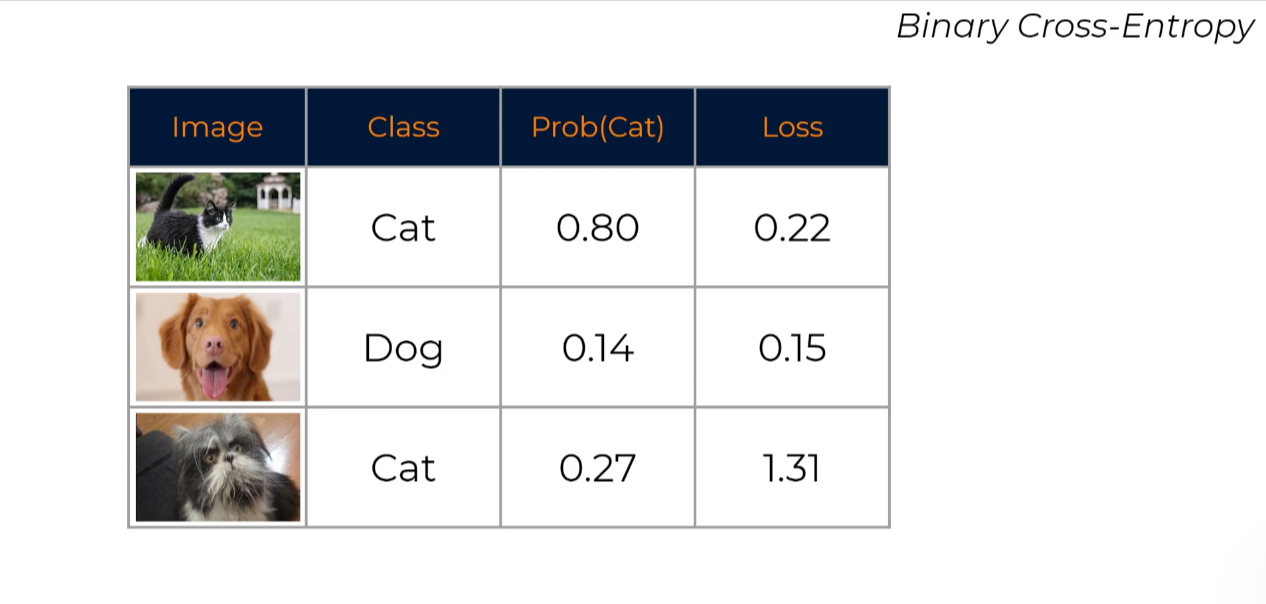 Binary Cross-Entropy
Image Class Prob(Cat) Loss
Cat 0.80 0.22
Dog 0.14 0.15
Cat 0.27 1.31